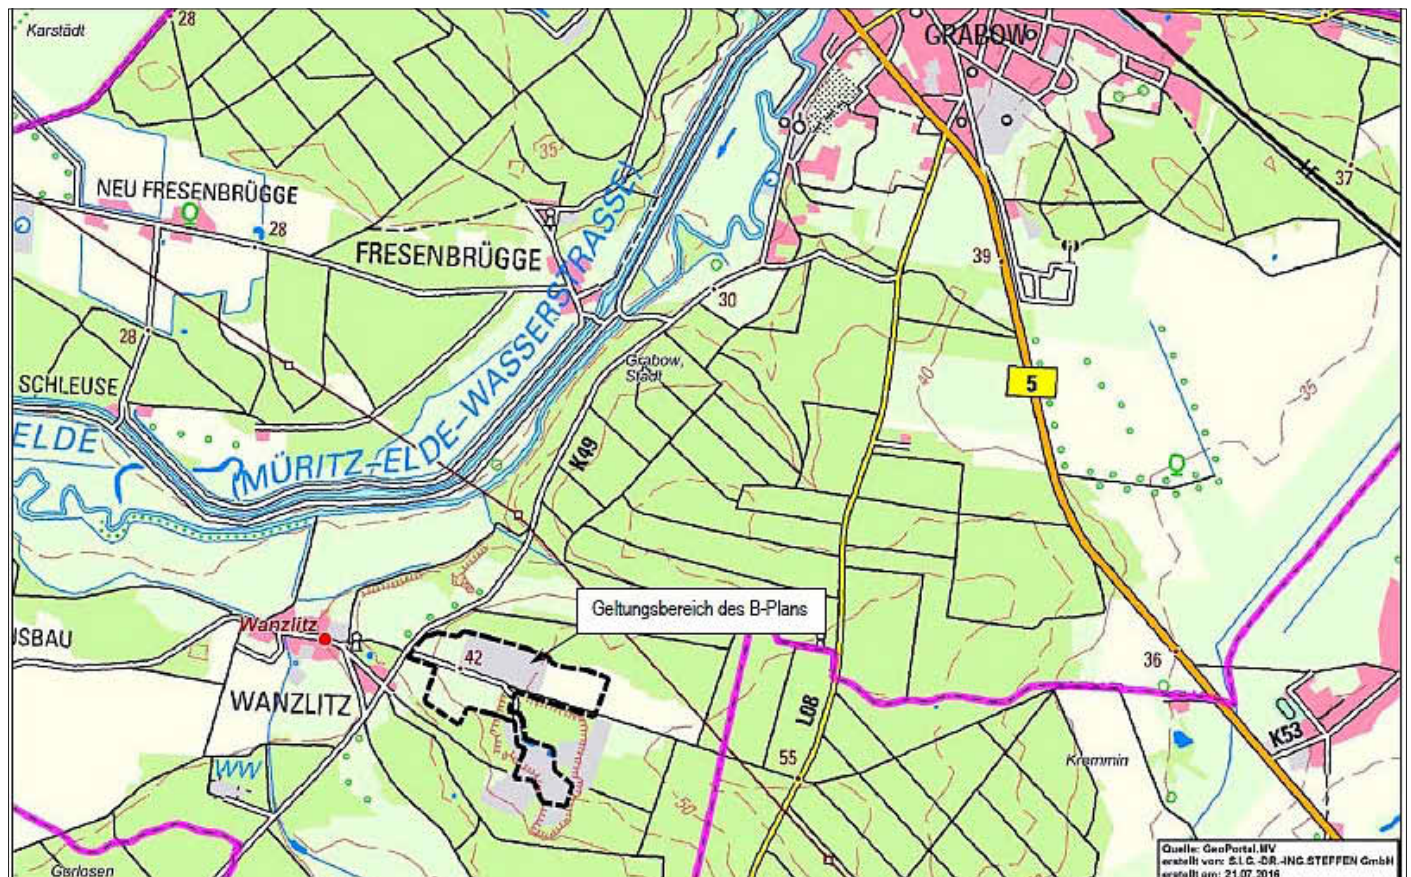 Karstädt
28
GRABOW
35
37
NEU FRESENBRÜGGE
28
FRESENBRÜGGE
39
30
28
Grabow,
Stadt
SCHLEUSE
40
5
35
ELDE
MÜRITZ-ELDE-WASSERSTRASSE
K49
Geltungsbereich des B-Plans
Wanzlitz
USBAU
42
36
WANZLITZ
L08
K53
55
Kremmin
WW
50
Gorlosen
Quelle: GeoPortal.MV
erstellt von: S.I.G.-DR.-ING.STEFFEN GmbH
erstellt am: 21.07.2016